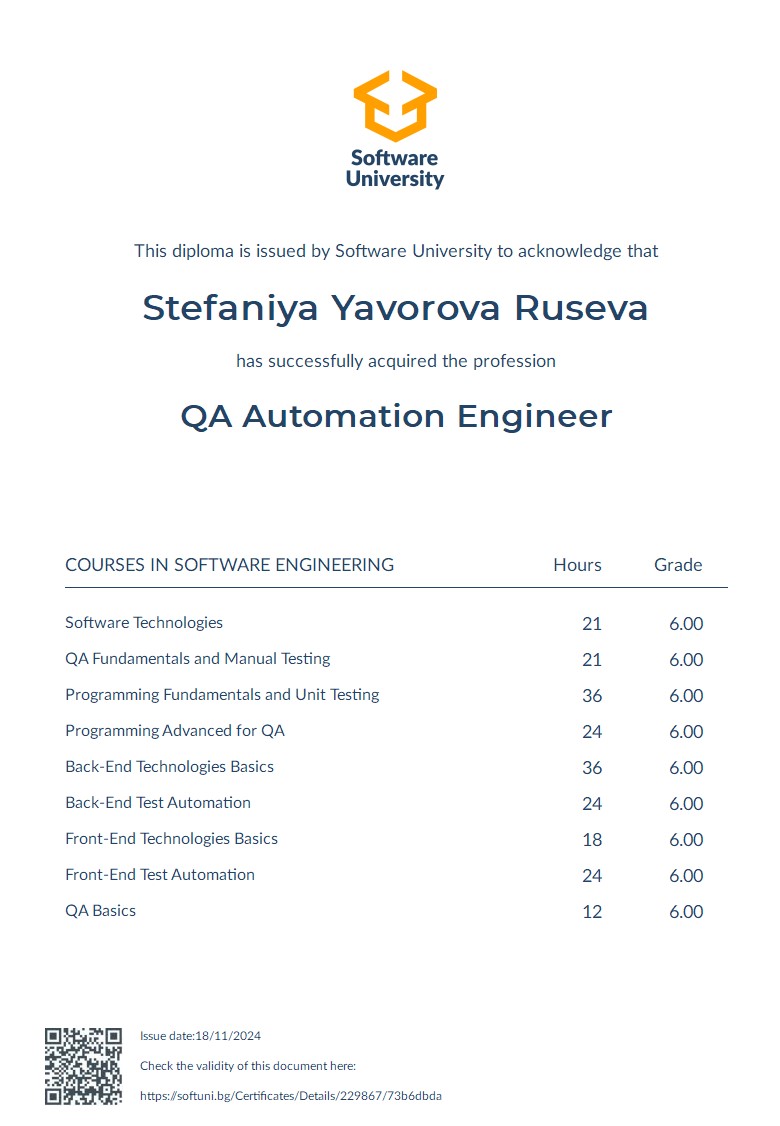 Software
University
This diploma is issued by Software University to acknowledge that
Stefaniya Yavorova Ruseva
has successfully acquired the profession
QA Automation Engineer
COURSES IN SOFTWARE ENGINEERING Hours Grade
Software Technologies 21 6.00
QA Fundamentals and Manual Testing 21 6.00
Programming Fundamentals and Unit Testing 36 6.00
Programming Advanced for QA 24 6.00
Back-End Technologies Basics 36 6.00
Back-End Test Automation 24 6.00
Front-End Technologies Basics 18 6.00
Front-End Test Automation 24 6.00
QA Basics 12 6.00
Issue date:18/11/2024
Check the validity of this document here:
https://softuni.bg/Certificates/Details/229867/73b6dbda